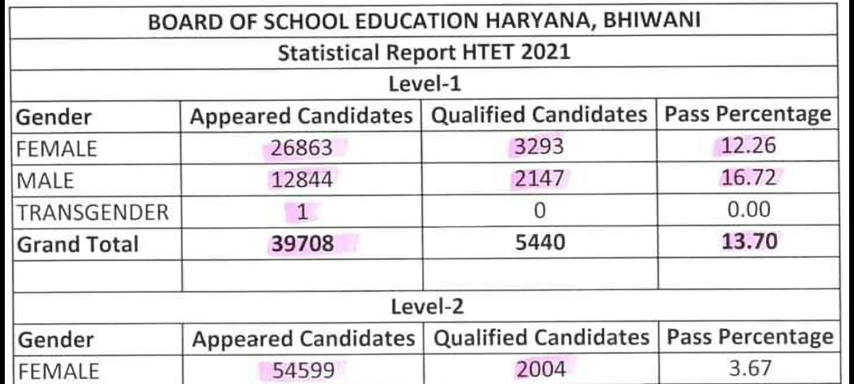 BOARD OF SCHOOL EDUCATION HARYANA, BHIWANI
Statistical Report HTET 2021
Level-1
Gender Appeared Candidates Qualified Candidates Pass Percentage
FEMALE 26863 3293 12.26
MALE 12844 2147 16.72
TRANSGENDER 1 0 0.00
Grand Total 39708 5440 13.70
Level-2
Gender Appeared Candidates Qualified Candidates Pass Percentage
FEMALE 54599 2004 3.67